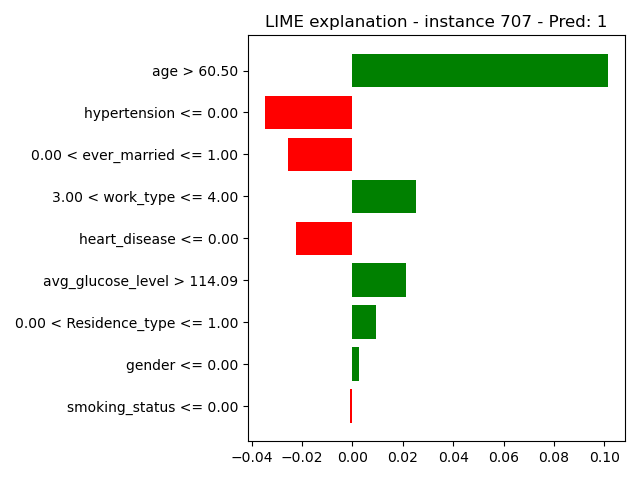 LIME explanation - instance 707 - Pred: 1
age > 60.50
hypertension <= 0.00
0.00 < ever_married <= 1.00
3.00 < work_type <= 4.00
heart_disease <= 0.00
avg_glucose_level > 114.09
0.00 < Residence_type <= 1.00
gender <= 0.00
smoking_status <= 0.00
−0.04 −0.02 0.00 0.02 0.04 0.06 0.08 0.10